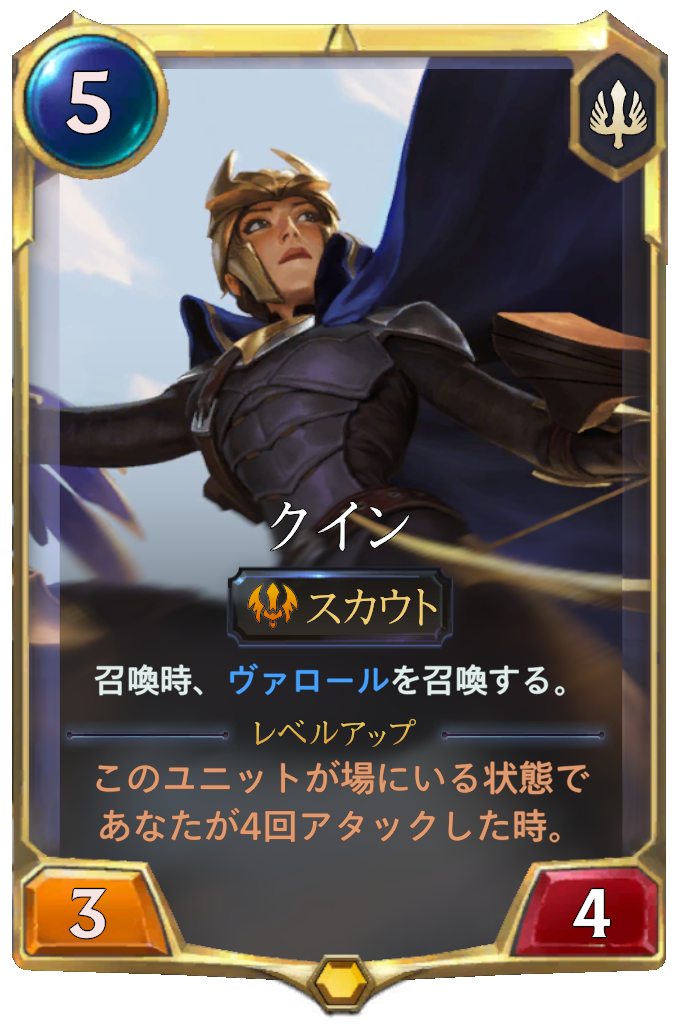 5
クイン
スカウト
召喚時、ヴァロールを召喚する。
レベルアップ
このユニットが場にいる状態で
あなたが4回アタックした時。
3
4